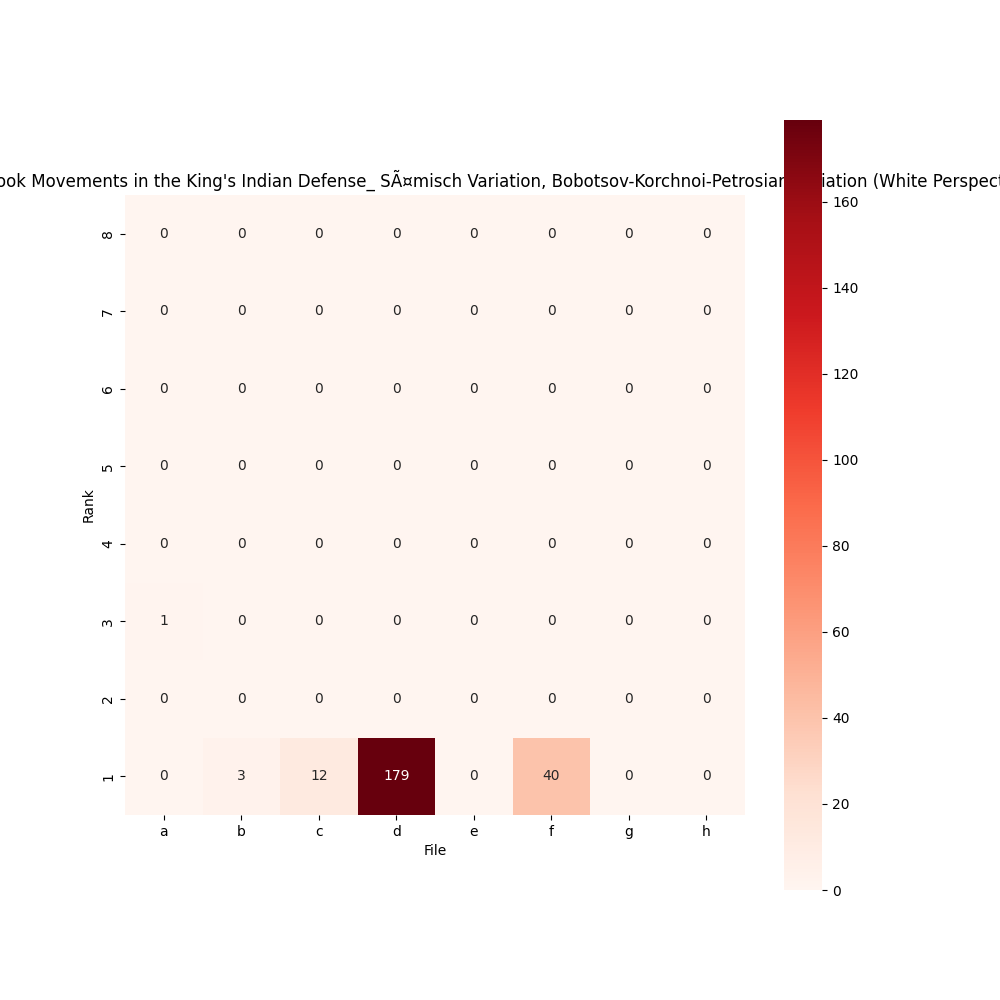 ook Movements in the King's Indian Defense_ SÃ¤misch Variation, Bobotsov-Korchnoi-Petrosian iation (White Perspect
8 0 0 0 0 0 0 0 0
7 0 0 0 0 0 0 0 0
6 0 0 0 0 0 0 0 0
5 0 0 0 0 0 0 0 0
4 0 0 0 0 0 0 0 0
3 1 0 0 0 0 0 0 0
2 0 0 0 0 0 0 0 0
1 0 3 12 179 0 40 0 0
a b c d e f g h
File
Rank
160
140
120
100
80
60
40
20
0